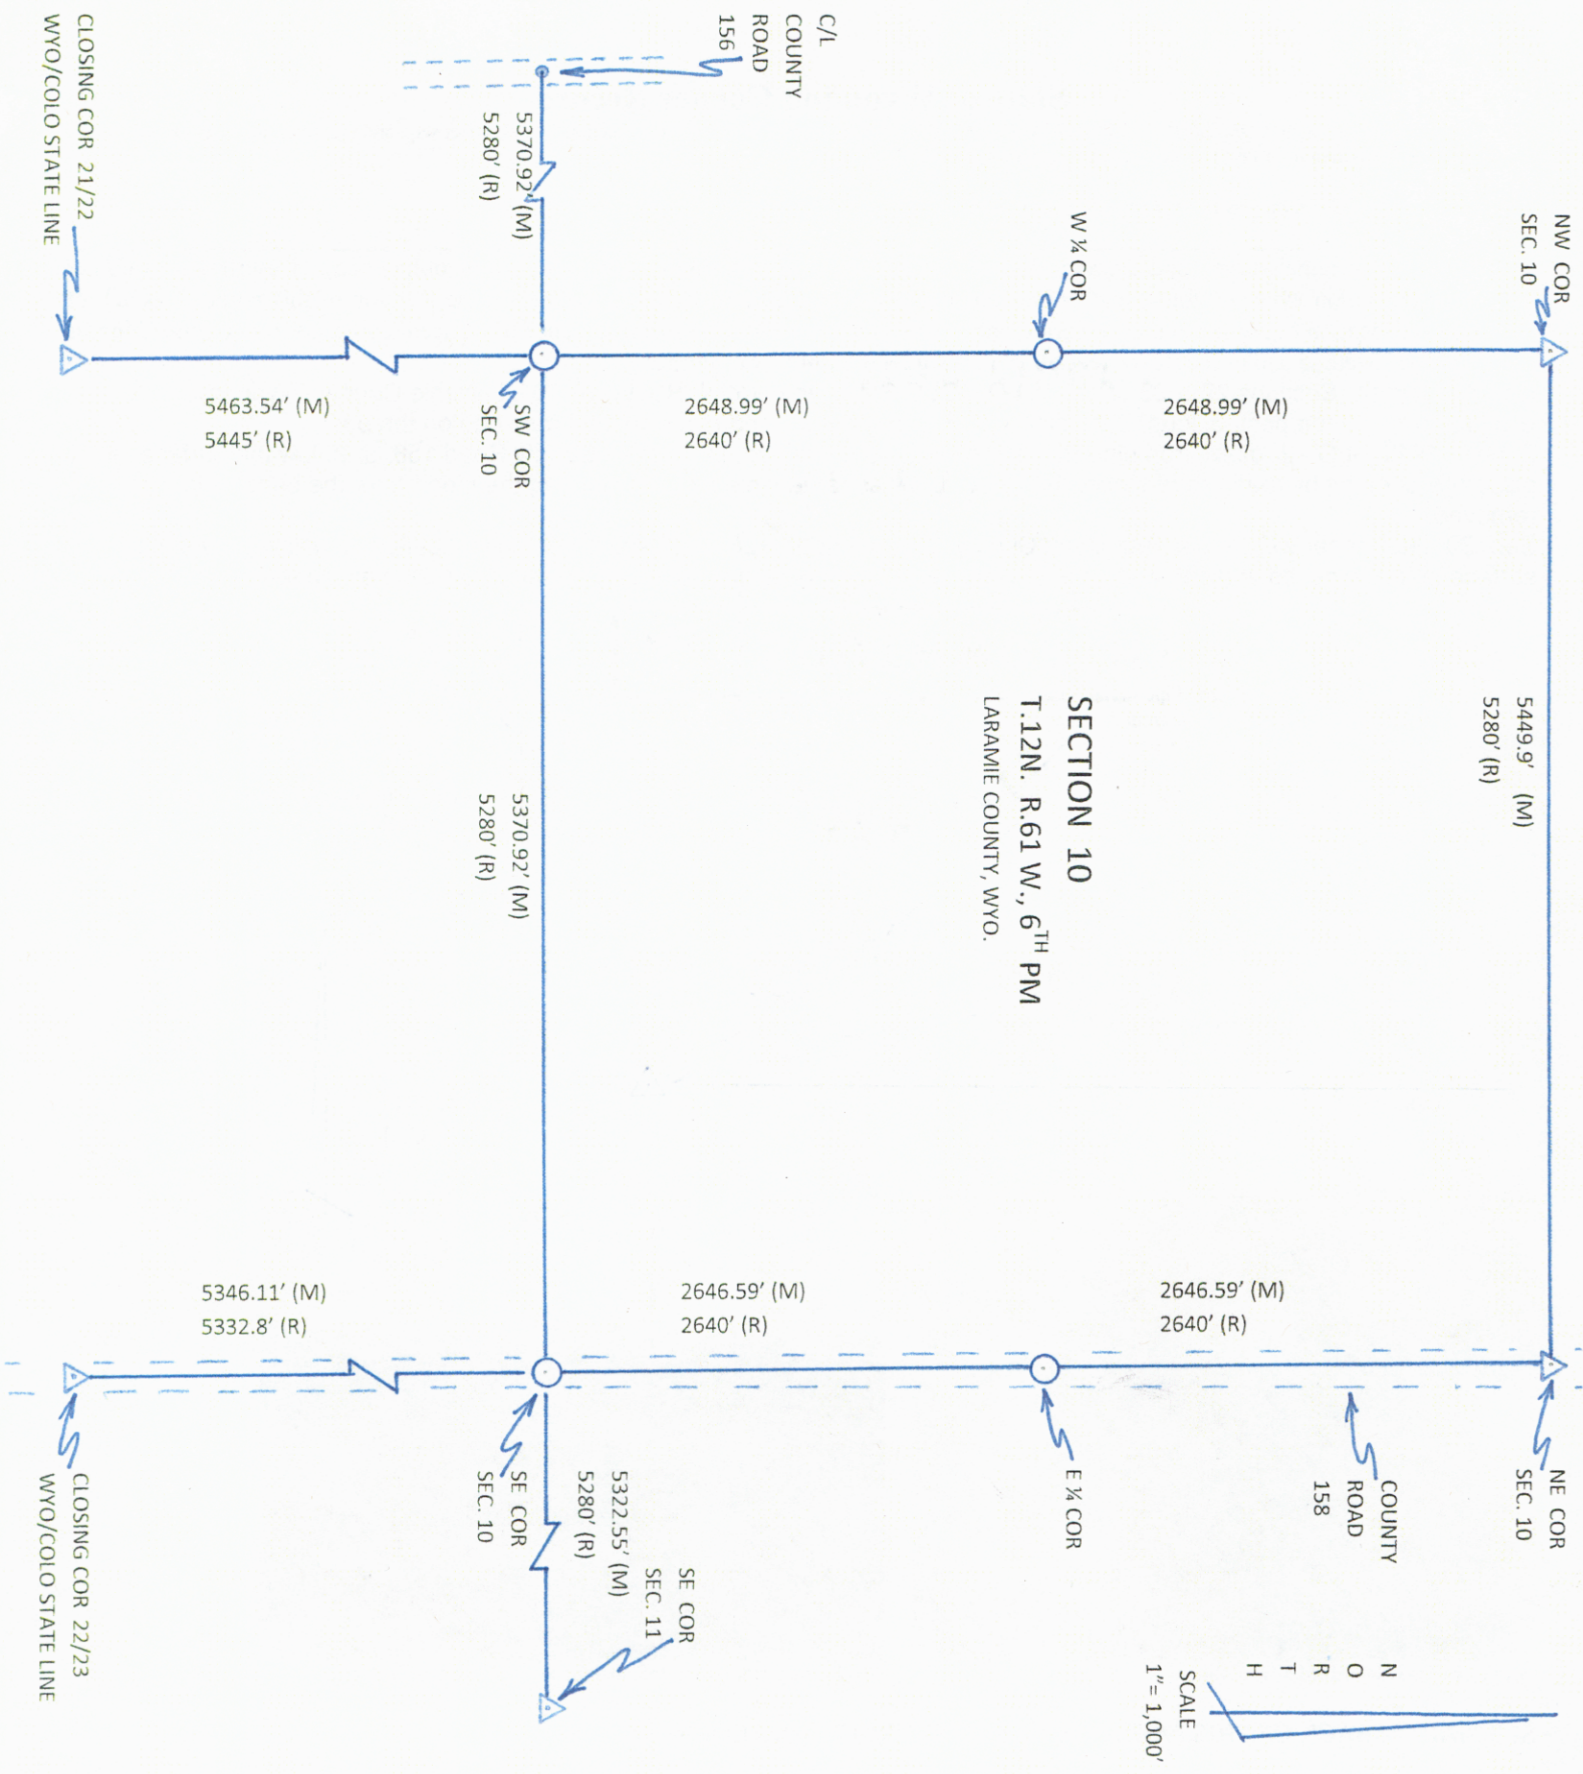 NW COR
SEC. 10
5449.9' (M)
5280' (R)
NE COR
SEC. 10
2648.99' (M)
2640' (R)
2646.59' (M)
2640' (R)
COUNTY
ROAD
158
N
O
R
T
H
SCALE
1"= 1,000'
W ¼ COR
SECTION 10
T.12N. R.61 W., 6TH PM
LARAMIE COUNTY, WYO.
E ¼ COR
C/L
COUNTY
ROAD
156
2648.99' (M)
2640' (R)
2646.59' (M)
2640' (R)
SE COR
SEC. 11
5322.55' (M)
5280' (R)
5370.92' (M)
5280' (R)
SW COR
SEC. 10
5370.92' (M)
5280' (R)
SE COR
SEC. 10
5463.54' (M)
5445' (R)
5346.11' (M)
5332.8' (R)
CLOSING COR 21/22
WYO/COLO STATE LINE
CLOSING COR 22/23
WYO/COLO STATE LINE